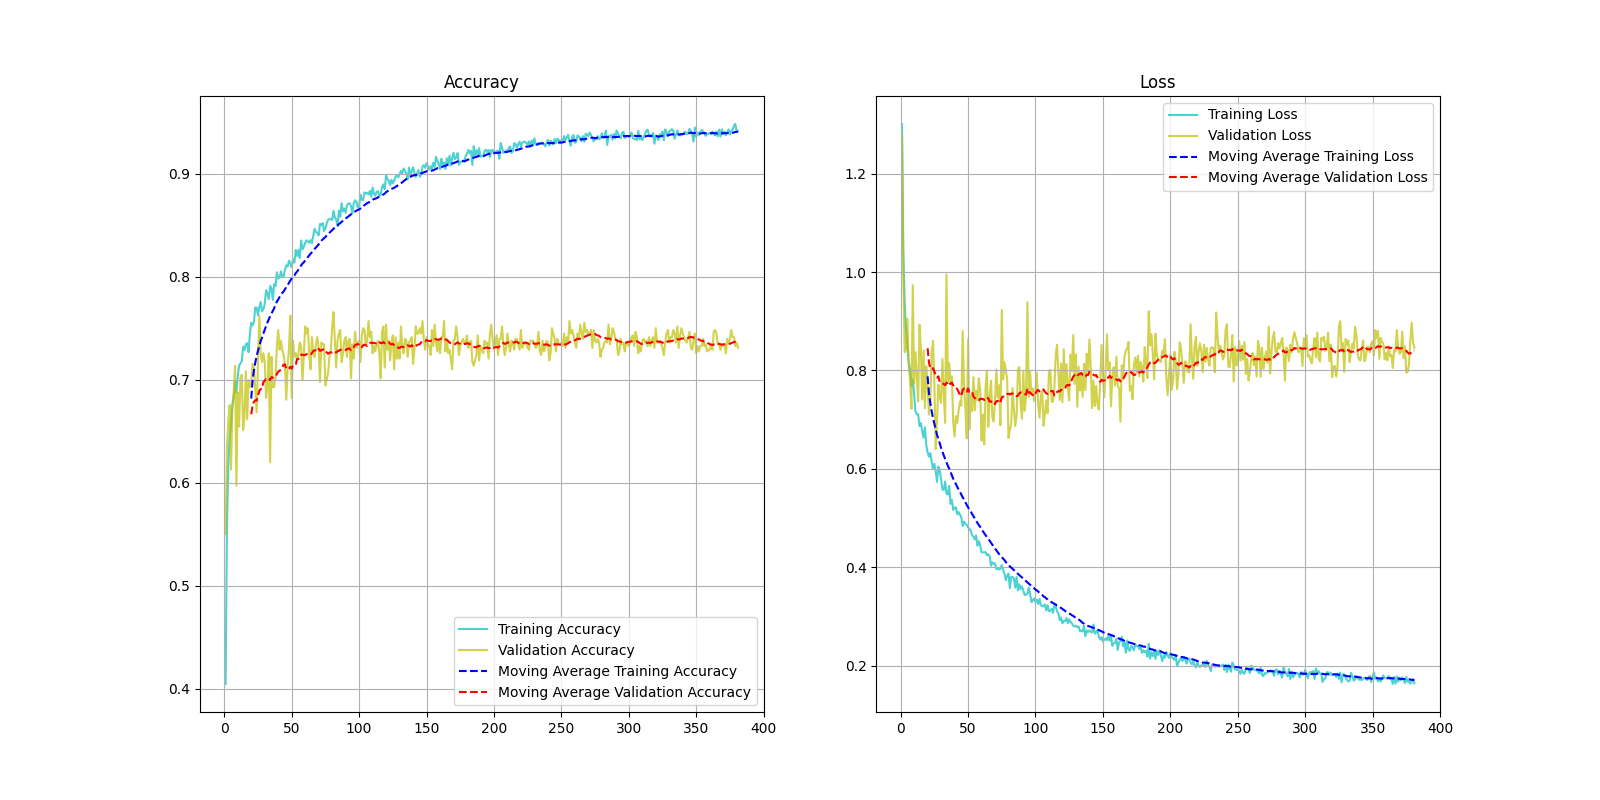 Accuracy
0.9
0.8
0.7
0.6
0.5
0.4
0 50 100 150 200 250 300 350 400
Training Accuracy
Validation Accuracy
Moving Average Training Accuracy
Moving Average Validation Accuracy
Loss
1.2
1.0
0.8
0.6
0.4
0.2
0 50 100 150 200 250 300 350 400
Training Loss
Validation Loss
Moving Average Training Loss
Moving Average Validation Loss